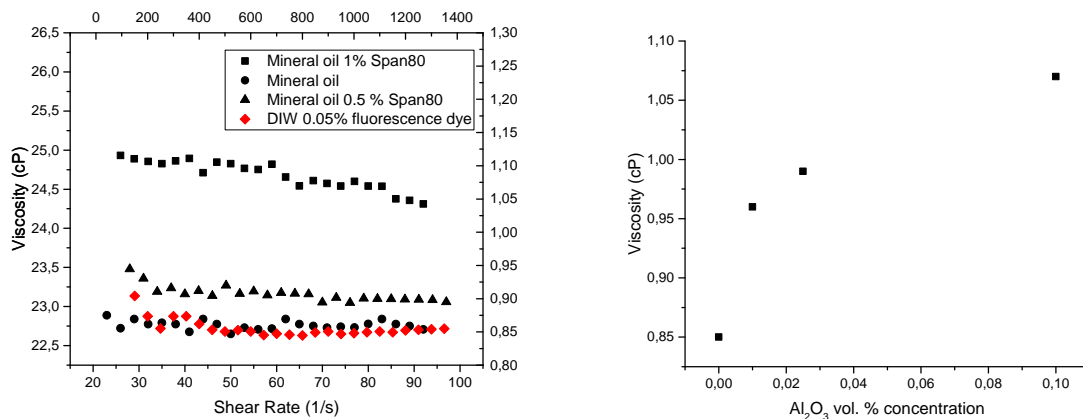 0 200 400 600 800 1000 1200 1400
26,5
26,0
25,5
25,0
24,5
24,0
23,5
23,0
22,5
Viscosity (cP)
Mineral oil 1% Span80
Mineral oil
Mineral oil 0.5 % Span80
DIW 0.05% fluorescence dye
1,30
1,25
1,20
1,15
1,10
1,05
1,00
0,95
0,90
0,85
0,80
20 30 40 50 60 70 80 90 100
Shear Rate (1/s)
1,10
1,05
1,00
0,95
0,90
0,85
Viscosity (cP)
0,00 0,02 0,04 0,06 0,08 0,10
Al₂O₃ vol. % concentration